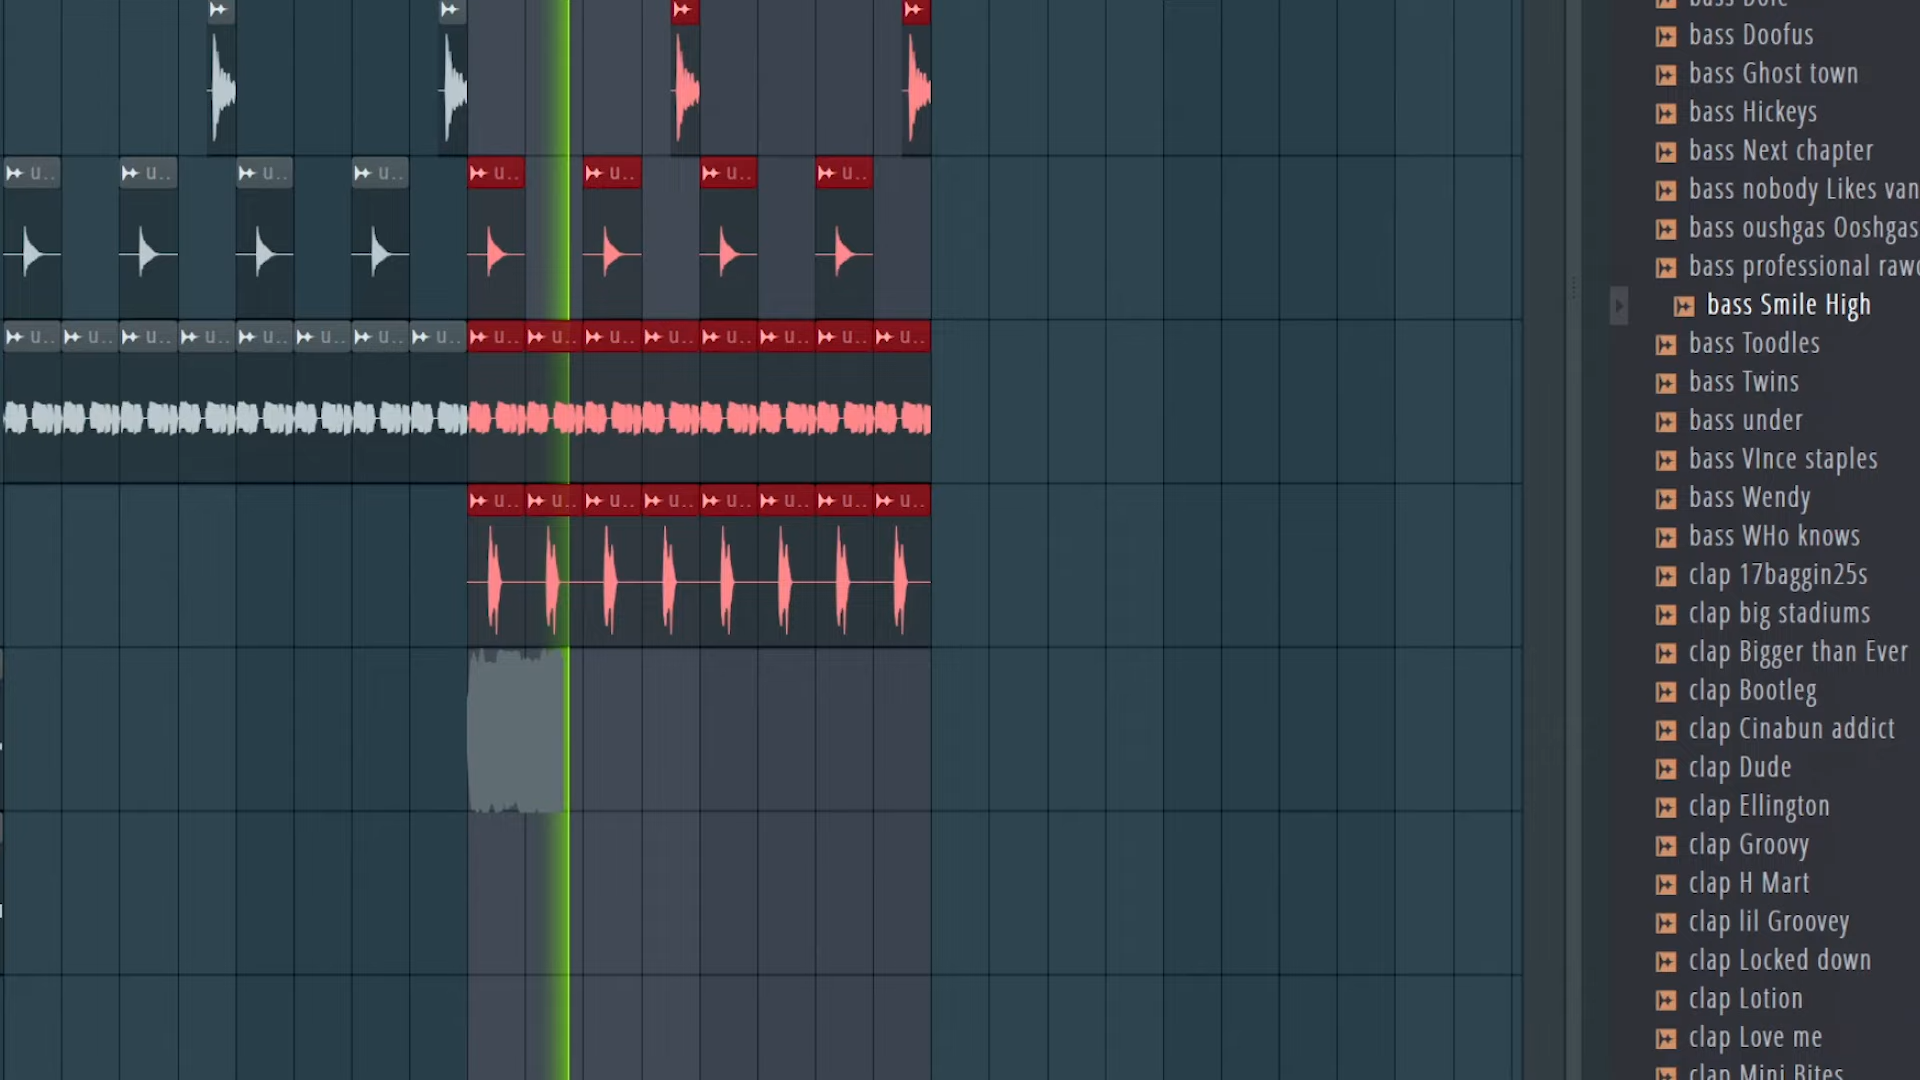 bass Doofus
bass Ghost town
bass Hickeys
bass Next chapter
bass nobody Likes van
bass oushgas Ooshgas
bass professional raw
bass Smile High
bass Toodles
bass Twins
bass under
bass VInce staples
bass Wendy
bass WHo knows
clap 17baggin25s
clap big stadiums
clap Bigger than Ever
clap Bootleg
clap Cinabun addict
clap Dude
clap Ellington
clap Groovy
clap H Mart
clap lil Groovey
clap Locked down
clap Lotion
clap Love me
clap Mini Bites
u.. u.. u.. u.. u.. u.. u.. u..
u.. u.. u.. u.. u.. u.. u.. u.. u.. u.. u.. u.. u.. u.. u.. u..
u.. u.. u.. u.. u.. u.. u.. u..